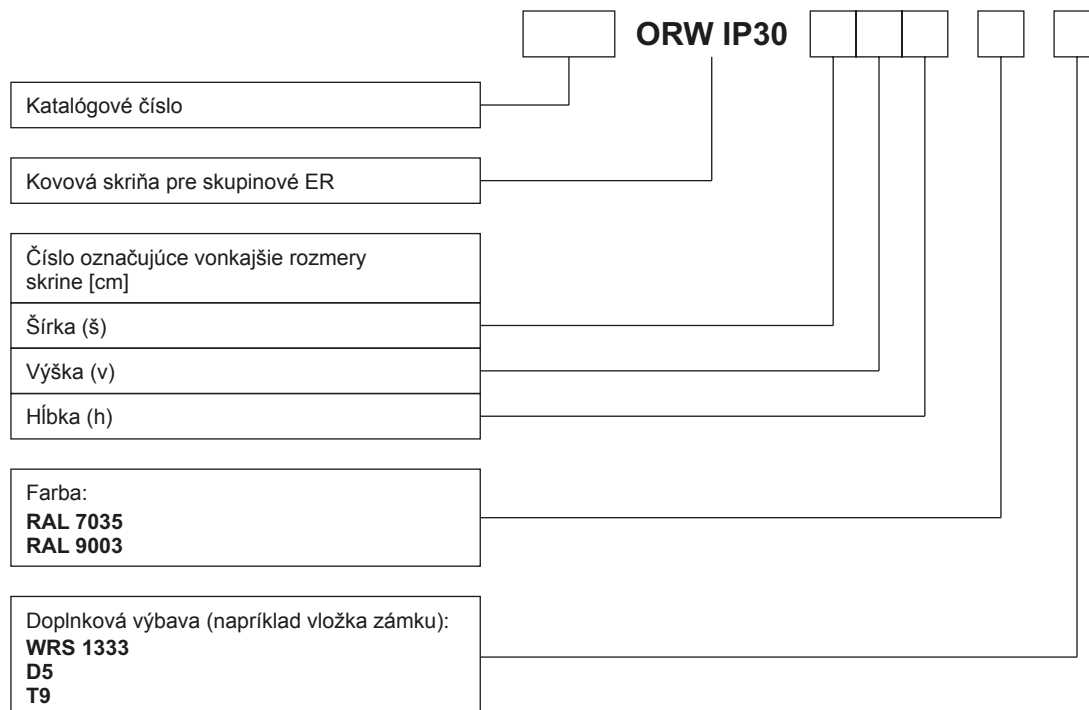 ORW IP30
Katalógové číslo
Kovová skriňa pre skupinové ER
Číslo označujúce vonkajšie rozmery
skrine [cm]
Šírka (š)
Výška (v)
Hĺbka (h)
Farba:
RAL 7035
RAL 9003
Doplnková výbava (napríklad vložka zámku):
WRS 1333
D5
T9